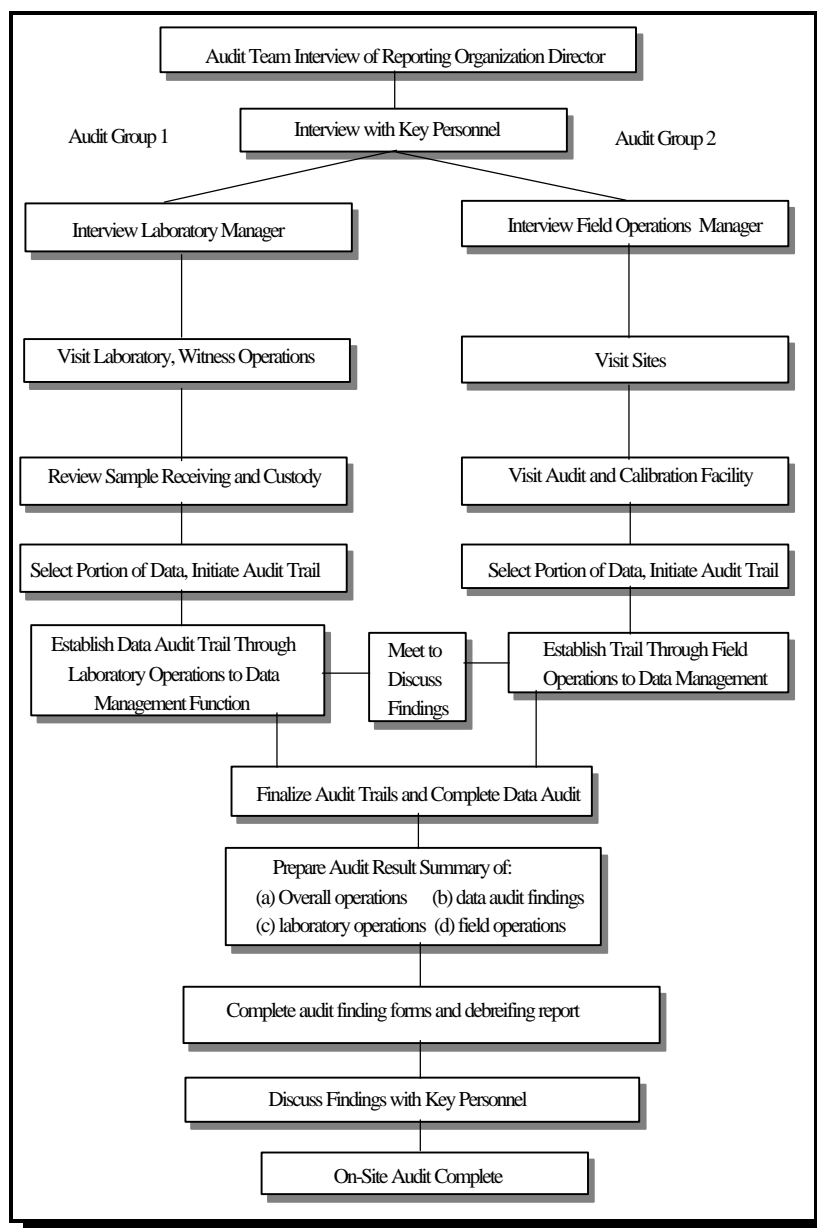 Audit Team Interview of Reporting Organization Director
Interview with Key Personnel
Audit Group 1
Audit Group 2
Interview Laboratory Manager
Interview Field Operations Manager
Visit Laboratory, Witness Operations
Visit Sites
Review Sample Receiving and Custody
Visit Audit and Calibration Facility
Select Portion of Data, Initiate Audit Trail
Select Portion of Data, Initiate Audit Trail
Establish Data Audit Trail Through
Laboratory Operations to Data
Management Function
Meet to
Discuss
Findings
Establish Trail Through Field
Operations to Data Management
Finalize Audit Trails and Complete Data Audit
Prepare Audit Result Summary of:
(a) Overall operations (b) data audit findings
(c) laboratory operations (d) field operations
Complete audit finding forms and debreifing report
Discuss Findings with Key Personnel
On-Site Audit Complete